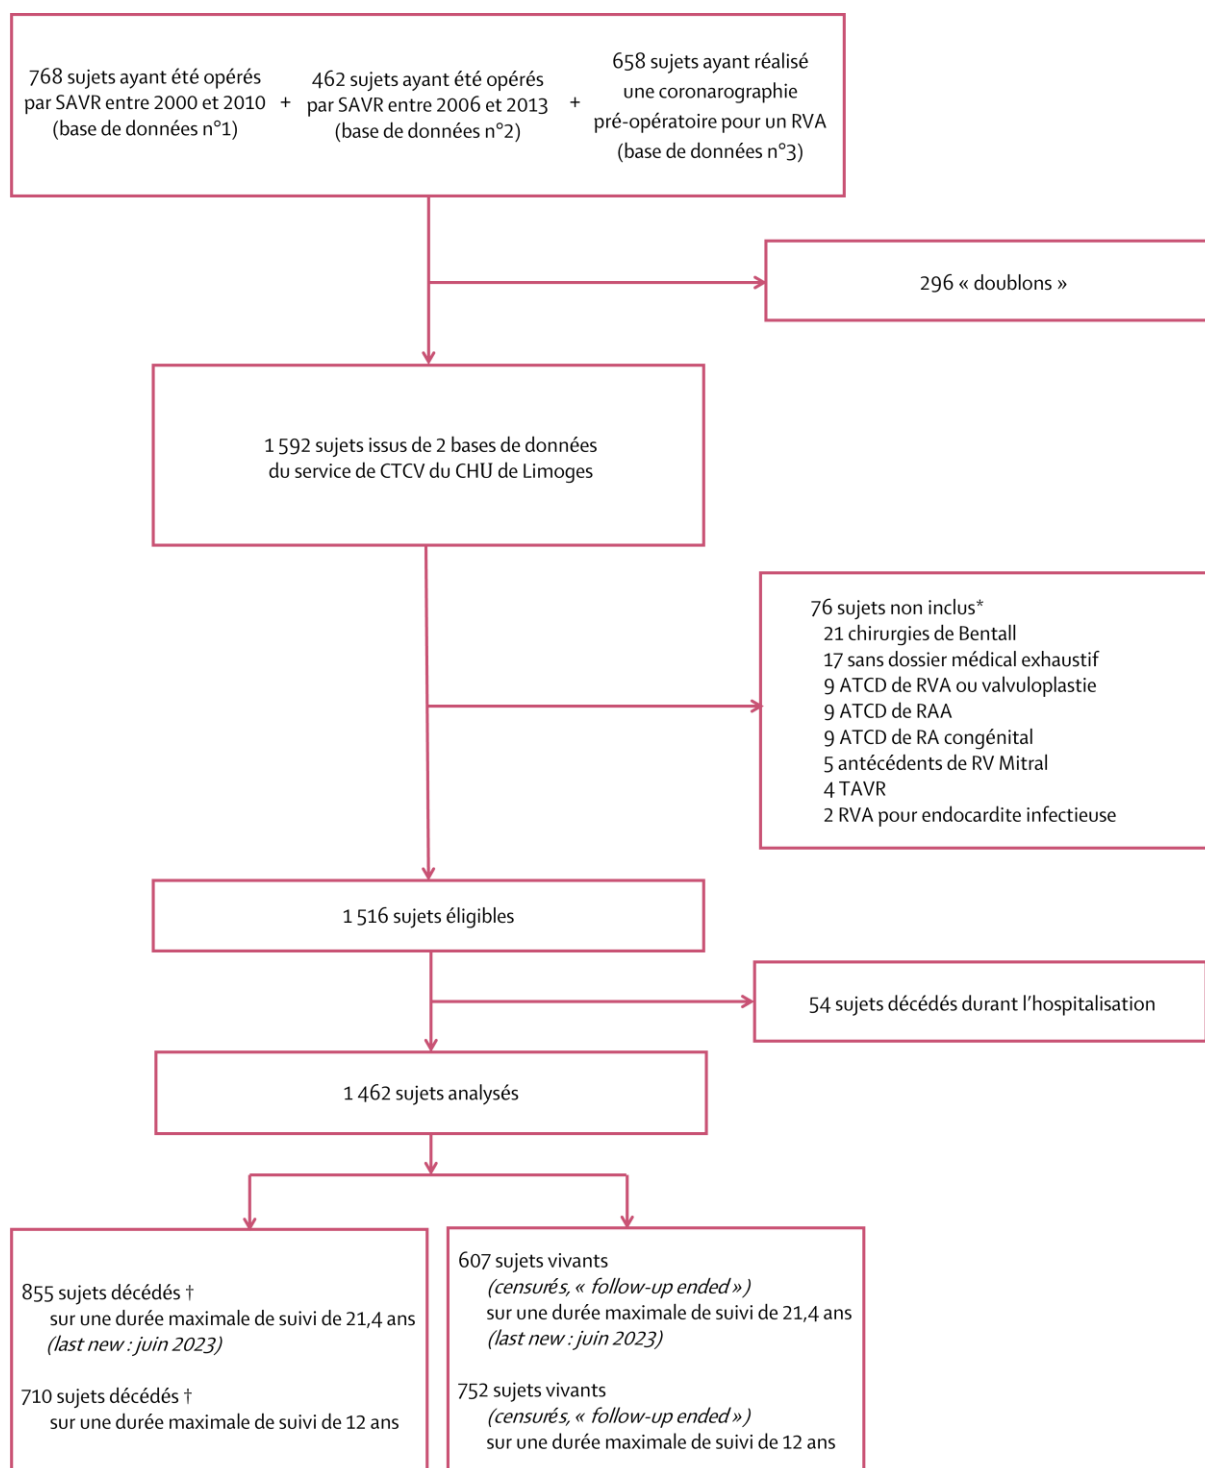 768 sujets ayant été opérés
par SAVR entre 2000 et 2010
(base de données n°1)
+
462 sujets ayant été opérés
par SAVR entre 2006 et 2013
(base de données n°2)
+
658 sujets ayant réalisé
une coronarographie
pré-opératoire pour un RVA
(base de données n°3)
296 « doublons »
1 592 sujets issus de 2 bases de données
du service de CTCV du CHU de Limoges
76 sujets non inclus*
21 chirurgies de Bentall
17 sans dossier médical exhaustif
9 ATCD de RVA ou valvuloplastie
9 ATCD de RAA
9 ATCD de RA congénital
5 antécédents de RV Mitral
4 TAVR
2 RVA pour endocardite infectieuse
1 516 sujets éligibles
54 sujets décédés durant l'hospitalisation
1 462 sujets analysés
855 sujets décédés †
sur une durée maximale de suivi de 21,4 ans
(last new : juin 2023)
710 sujets décédés †
sur une durée maximale de suivi de 12 ans
607 sujets vivants
(censurés, « follow-up ended »)
sur une durée maximale de suivi de 21,4 ans
(last new : juin 2023)
752 sujets vivants
(censurés, « follow-up ended »)
sur une durée maximale de suivi de 12 ans